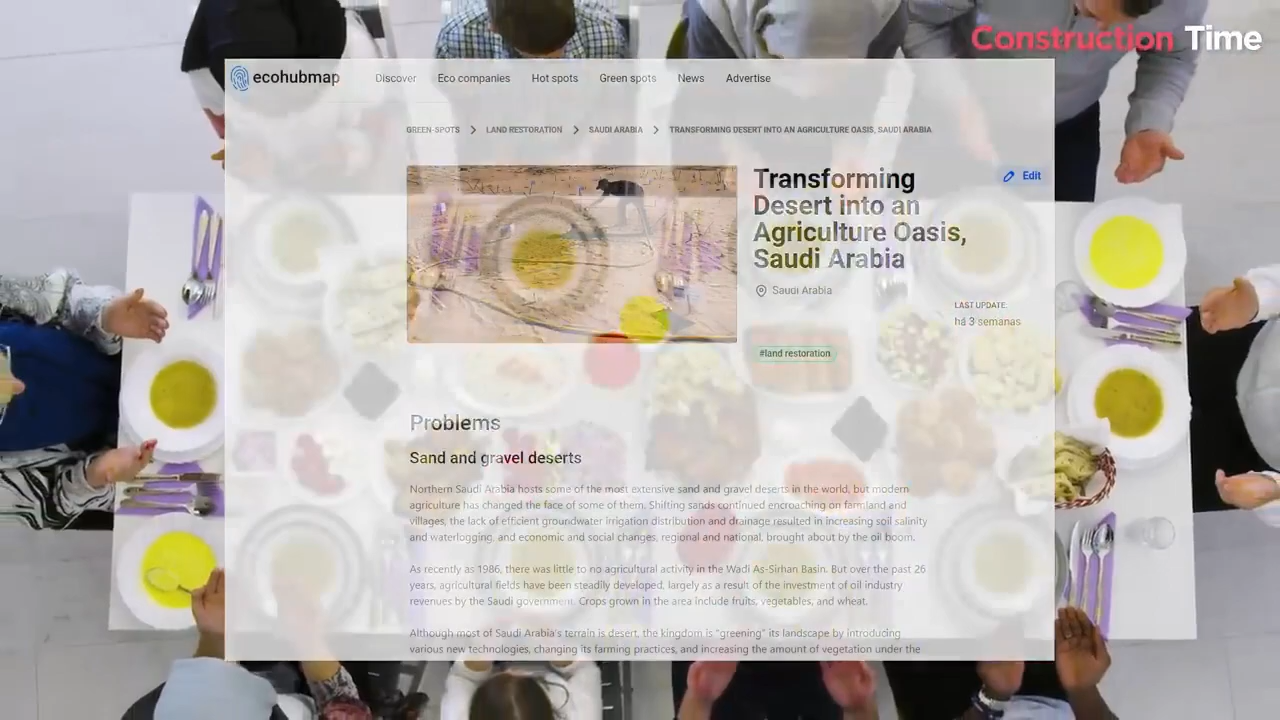 Construction Time
ecohubmap
Discover
Eco companies
Hot spots
Green spots
News
Advertise
GREEN-SPOTS
LAND RESTORATION
SAUDI ARABIA
TRANSFORMING DESERT INTO AN AGRICULTURE OASIS, SAUDI ARABIA
Transforming
Desert into an
Agriculture Oasis,
Saudi Arabia
Edit
Saudi Arabia
LAST UPDATE:
há 3 semanas
#land restoration
Problems
Sand and gravel deserts
Northern Saudi Arabia hosts some of the most extensive sand and gravel deserts in the world, but modern
agriculture has changed the face of some of them. Shifting sands continued encroaching on farmland and
villages, the lack of efficient groundwater irrigation distribution and drainage resulted in increasing soil salinity
and waterlogging, and economic and social changes, regional and national, brought about by the oil boom.
As recently as 1986, there was little to no agricultural activity in the Wadi As-Sirhan Basin. But over the past 26
years, agricultural fields have been steadily developed, largely as a result of the investment of oil industry
revenues by the Saudi government. Crops grown in the area include fruits, vegetables, and wheat.
Although most of Saudi Arabia's terrain is desert, the kingdom is "greening" its landscape by introducing
various new technologies, changing its farming practices, and increasing the amount of vegetation under the